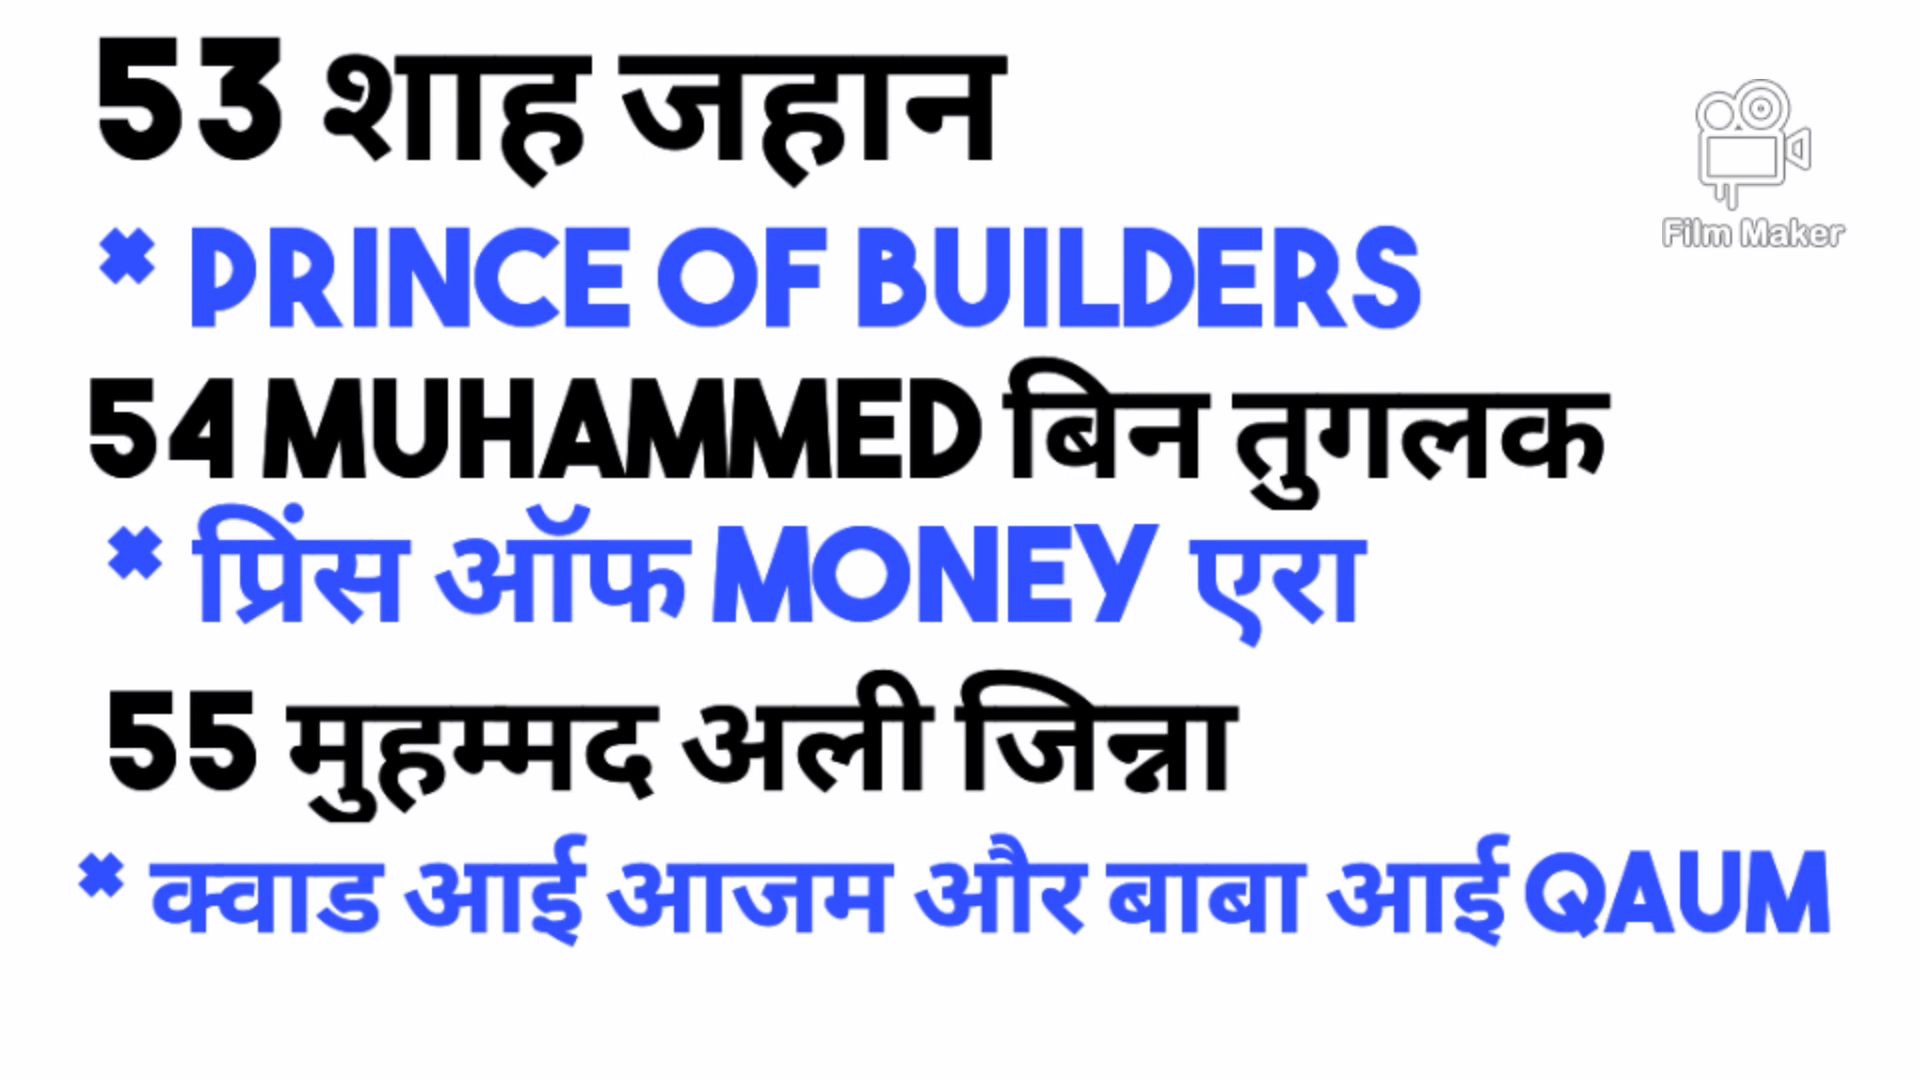 53 शाह जहान
* PRINCE OF BUILDERS
Film Maker
54 MUHAMMED बिन तुगलक
* प्रिंस ऑफ MONEY एरा
55 मुहम्मद अली जिन्ना
* क्वाड आई आजम और बाबा आई QAUM